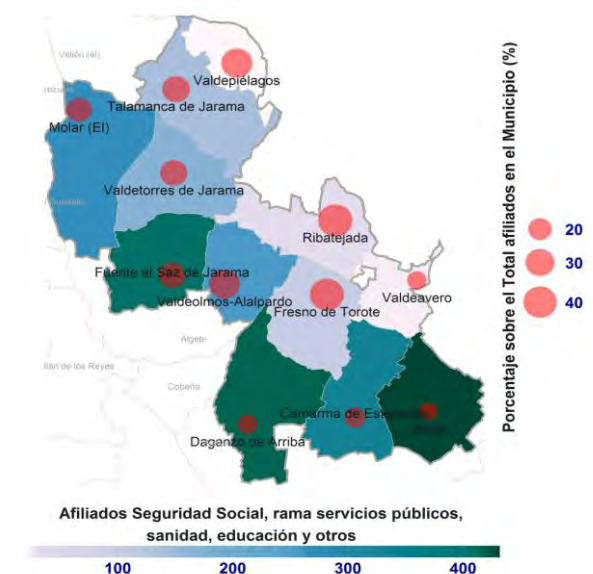 Vellón (el)
Valdepiélagos
Talamanca de Jarama
Molar (El)
Valdetorres de Jarama
Ribatejada
Fuente el Saz de Jarama
Valdeolmos-Alalpardo
Valdeavero
Fresno de Torote
Algete
Cobeña
Camarma de
Daganzo de Arriba
Porcentaje sobre el Total afiliados en el Municipio (%)
20
30
40
Afiliados Seguridad Social, rama servicios públicos,
sanidad, educación y otros
100
200
300
400